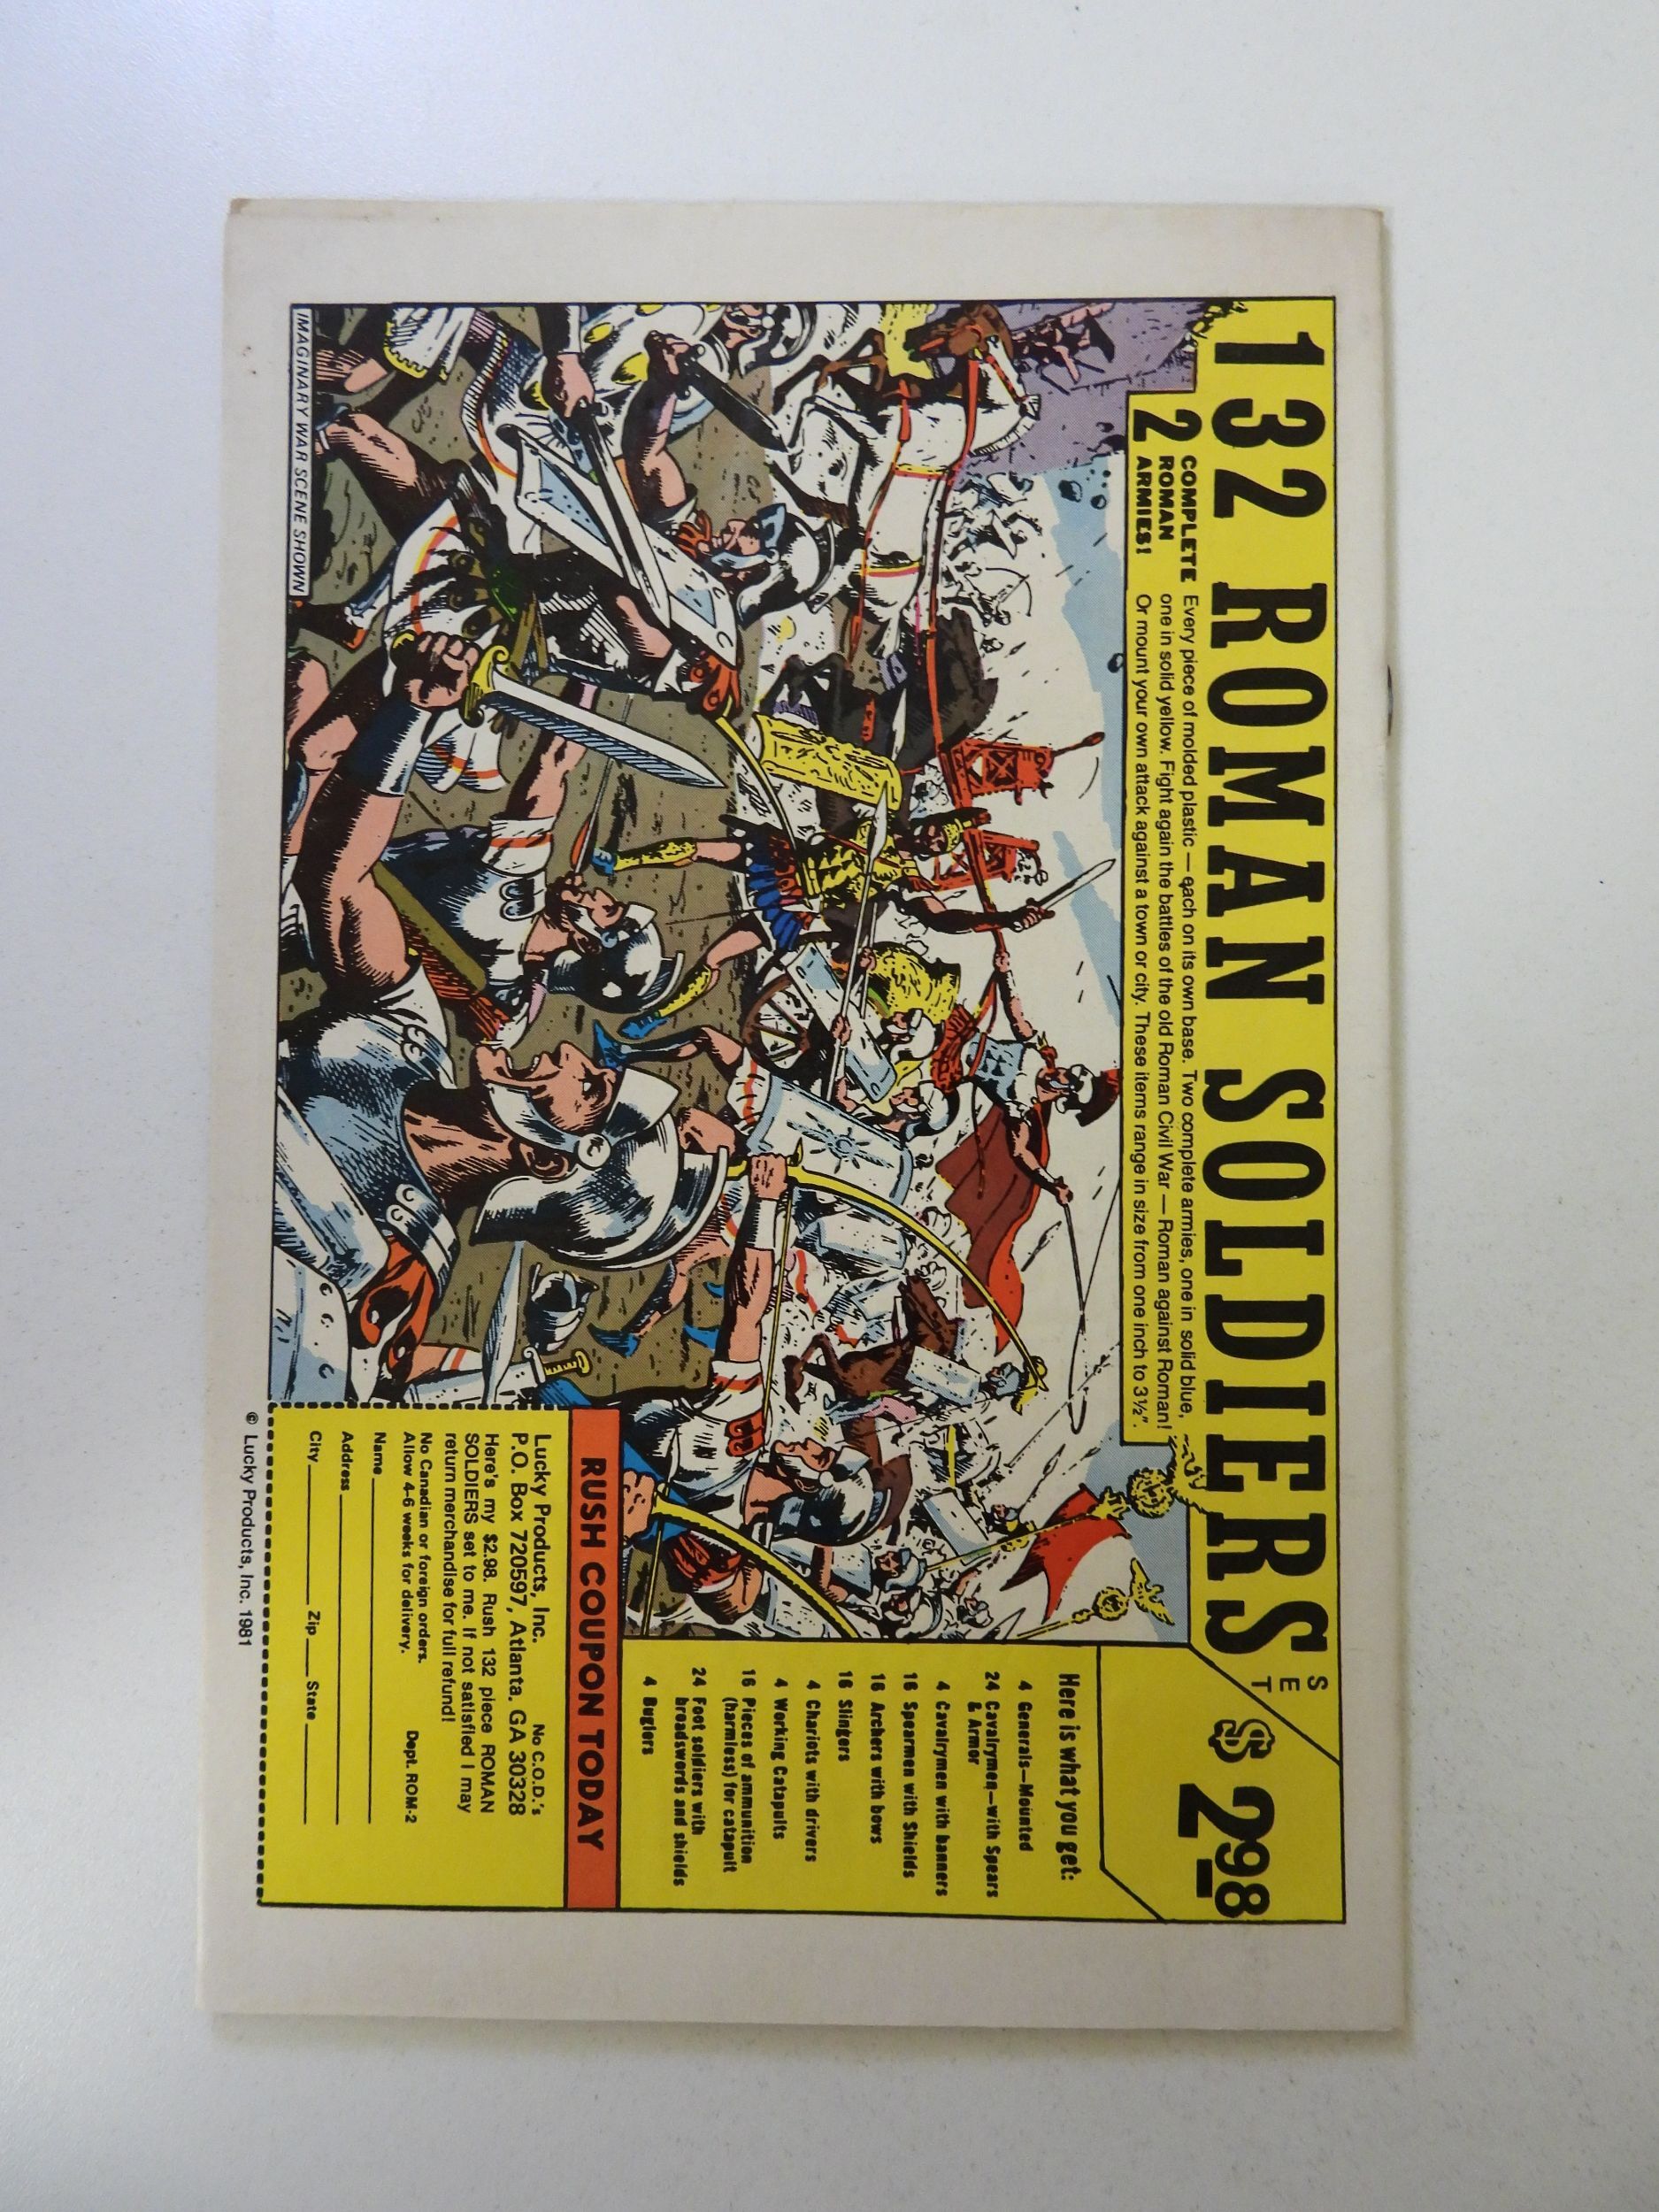 132 ROMAN SOLDIERS
SET
$2.98
2 COMPLETE ROMAN ARMIES!
Every piece of molded plastic — each on its own base. Two complete armies, one in solid blue,
one in solid yellow. Fight again the battles of the old Roman Civil War — Roman against Roman!
Or mount your own attack against a town or city. These items range in size from one inch to 3½".
IMAGINARY WAR SCENE SHOWN
Here is what you get:
4 Generals—Mounted
24 Cavalrymen—with Spears
& Armor
4 Cavalrymen with banners
16 Spearmen with Shields
16 Archers with bows
16 Slingers
4 Chariots with drivers
4 Working Catapults
16 Pieces of ammunition
(harmless) for catapult
24 Foot soldiers with
broadswords and shields
4 Buglers
RUSH COUPON TODAY
Lucky Products, Inc. No C.O.D.'s
P.O. Box 720597, Atlanta, GA 30328
Here's my $2.98. Rush 132 piece ROMAN
SOLDIERS set to me. If not satisfied I may
return merchandise for full refund!
No Canadian or foreign orders.
Allow 4-6 weeks for delivery. Dept. ROM-2
Name
Address
City Zip State
© Lucky Products, Inc. 1981